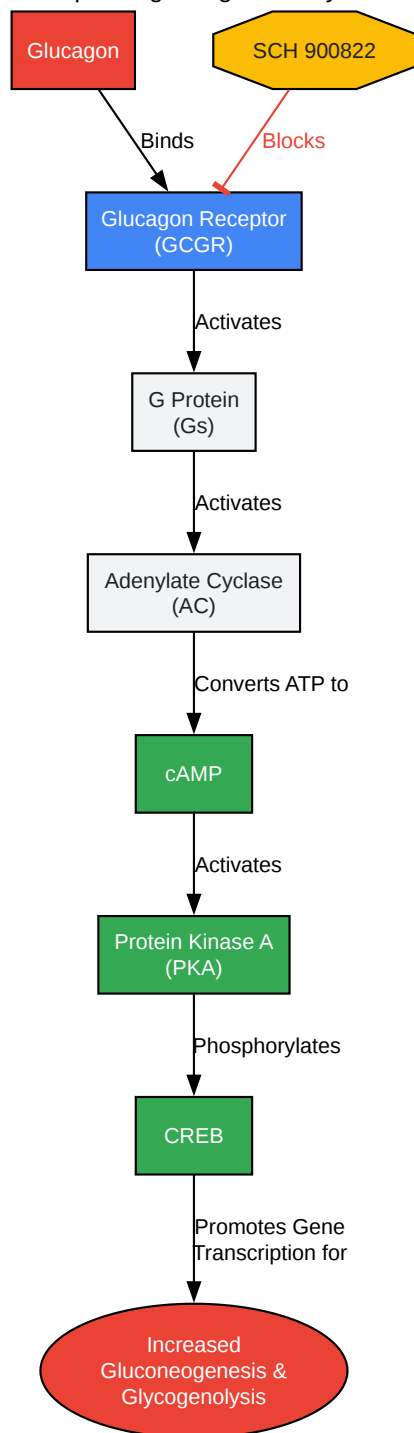 Glucagon
SCH 900822
Binds
Blocks
Glucagon Receptor
(GCGR)
Activates
G Protein
(Gs)
Activates
Adenylate Cyclase
(AC)
Converts ATP to
cAMP
Activates
Protein Kinase A
(PKA)
Phosphorylates
CREB
Promotes Gene
Transcription for
Increased
Gluconeogenesis &
Glycogenolysis